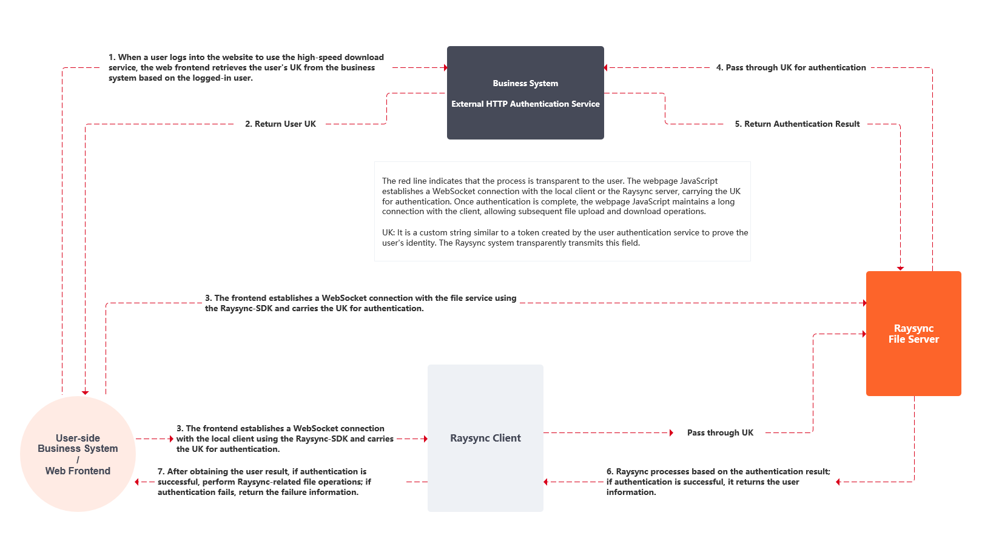 1. When a user logs into the website to use the high-speed download
service, the web frontend retrieves the user's UK from the business
system based on the logged-in user.
4. Pass through UK for authentication
Business System
External HTTP Authentication Service
2. Return User UK
5. Return Authentication Result
The red line indicates that the process is transparent to the user. The webpage JavaScript
establishes a WebSocket connection with the local client or the Raysync server, carrying the UK
for authentication. Once authentication is complete, the webpage JavaScript maintains a long
connection with the client, allowing subsequent file upload and download operations.
UK: It is a custom string similar to a token created by the user authentication service to prove the
user's identity. The Raysync system transparently transmits this field.
3. The frontend establishes a WebSocket connection with the file service using
the Raysync-SDK and carries the UK for authentication.
Raysync
File Server
User-side
Business System
/
Web Frontend
3. The frontend establishes a WebSocket connection
with the local client using the Raysync-SDK and carries
the UK for authentication.
Raysync Client
Pass through UK
7. After obtaining the user result, if authentication is
successful, perform Raysync-related file operations; if
authentication fails, return the failure information.
6. Raysync processes based on the authentication result;
if authentication is successful, it returns the user
information.